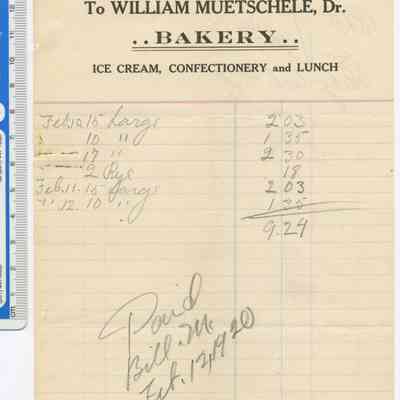 To WILLIAM MUETSCHELE, Dr.
..BAKERY..
ICE CREAM, CONFECTIONERY and LUNCH
Feb 10. 15 Large 2 03
" 10 " 1 35
" — 17 " 2 30
" — 2 Rye 18
Feb. 11. 15 Large 2 03
" 12. 10 " 1 35
9.24
Paid
Bill. M.
Feb. 12, 1920